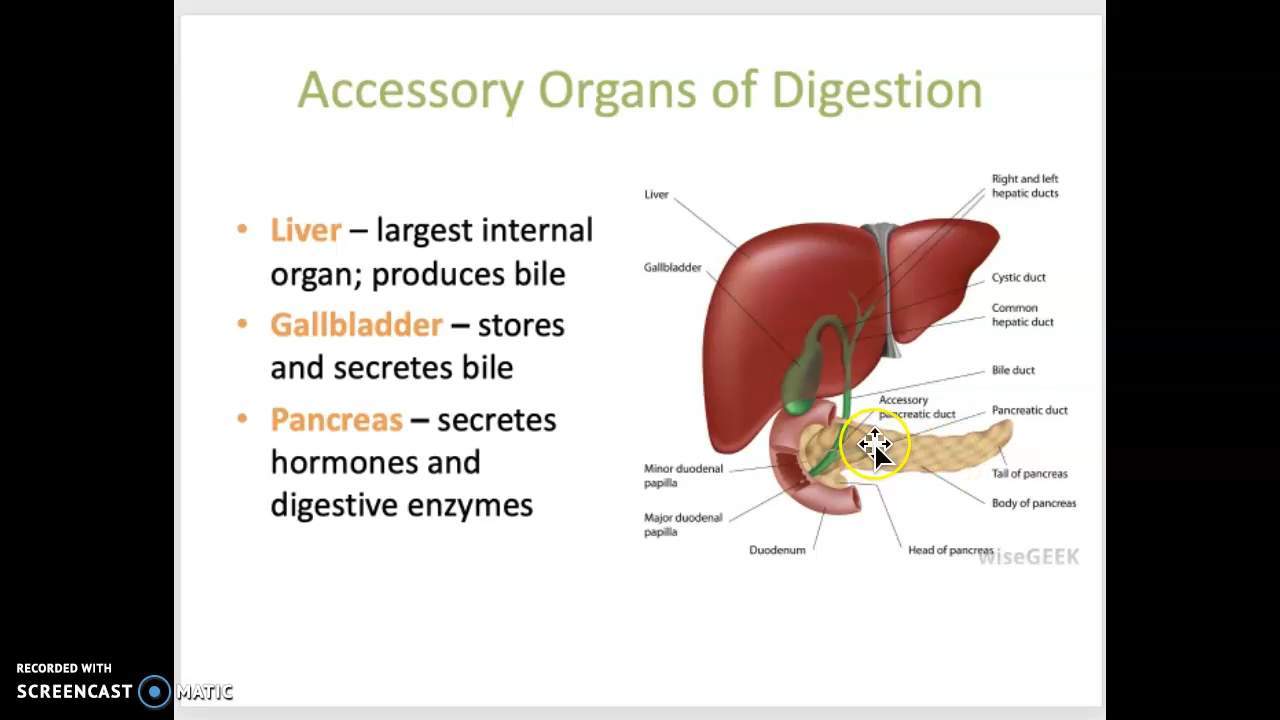 Accessory Organs of Digestion
• Liver – largest internal
organ; produces bile
• Gallbladder – stores
and secretes bile
• Pancreas – secretes
hormones and
digestive enzymes
Liver
Gallbladder
Right and left
hepatic ducts
Cystic duct
Common
hepatic duct
Bile duct
Accessory
pancreatic duct
Pancreatic duct
Tail of pancreas
Body of pancreas
Minor duodenal
papilla
Major duodenal
papilla
Duodenum
Head of pancreas
wiseGEEK
RECORDED WITH
SCREENCAST MATIC